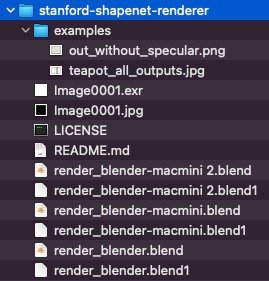 stanford-shapenet-renderer
examples
out_without_specular.png
teapot_all_outputs.jpg
Image0001.exr
Image0001.jpg
LICENSE
README.md
render_blender-macmini 2.blend
render_blender-macmini 2.blend1
render_blender-macmini.blend
render_blender-macmini.blend1
render_blender.blend
render_blender.blend1